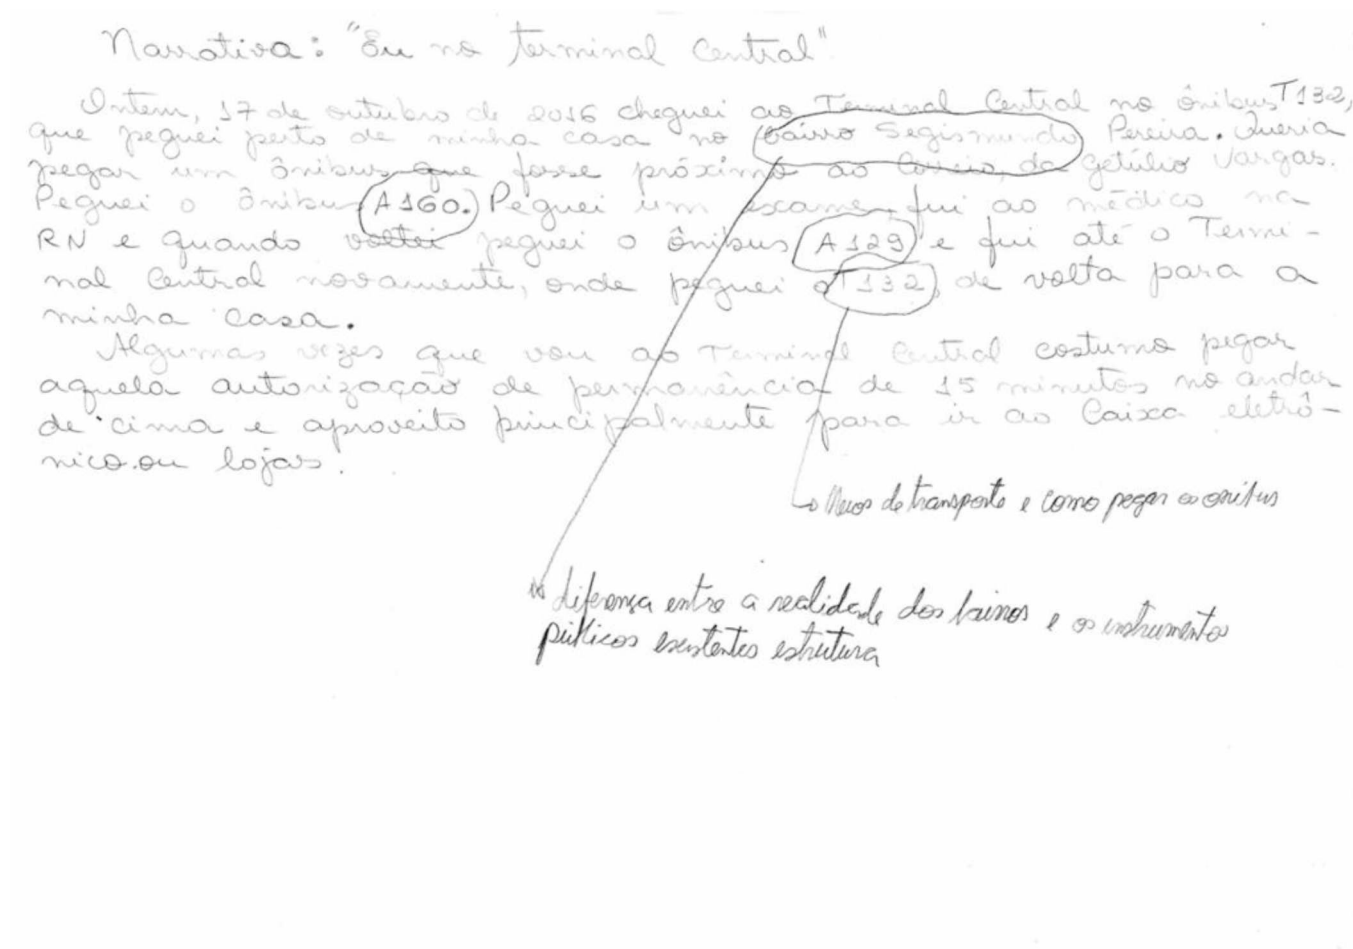 Narrativa: "Eu no terminal Central"
Ontem, 17 de outubro de 2016 cheguei ao Terminal Central no ônibus T132,
que peguei perto de minha casa no bairro Segismundo Pereira. Queria
pegar um ônibus que fosse próximo ao Correio da Getúlio Vargas.
Peguei o ônibus A160. Peguei um exame, fui ao médico na
RN e quando voltei peguei o ônibus A129 e fui até o Termi-
nal Central novamente, onde peguei o T132, de volta para a
minha casa.
Algumas vezes que vou ao Terminal Central costumo pegar
aquela autorização de permanência de 15 minutos no andar
de cima e aproveito principalmente para ir ao Caixa eletrô-
nico ou lojas.
Meios de transporte e como pegar os onibus
diferença entre a realidade dos bairros e os instrumentos
públicos existentes estrutura